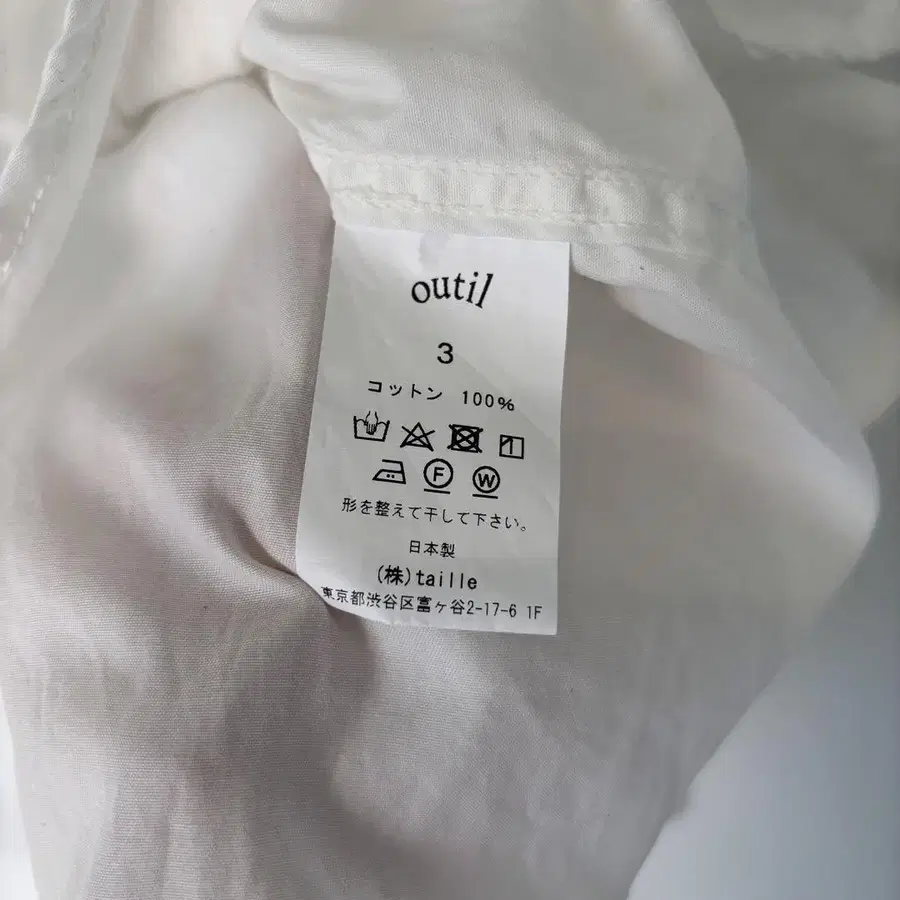 outil
3
コットン 100%
F W
形を整えて干して下さい。
日本製
(株)taille
東京都渋谷区富ヶ谷2-17-6 1F